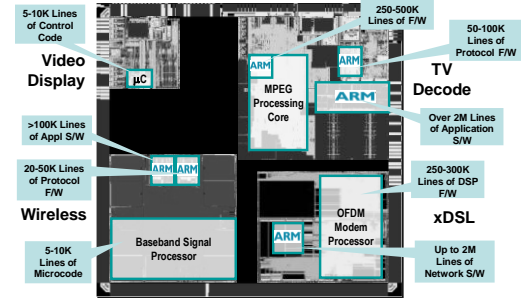 5-10K Lines
of Control
Code
250-500K
Lines of F/W
50-100K
Lines of
Protocol F/W
Video
Display
µC
ARM
MPEG
Processing
Core
ARM
TV
Decode
ARM
Over 2M Lines
of Application
S/W
>100K Lines
of Appl S/W
20-50K Lines
of Protocol
F/W
ARM ARM
250-300K
Lines of DSP
F/W
Wireless
xDSL
OFDM
Modem
Processor
ARM
5-10K
Lines of
Microcode
Baseband Signal
Processor
Up to 2M
Lines of
Network S/W